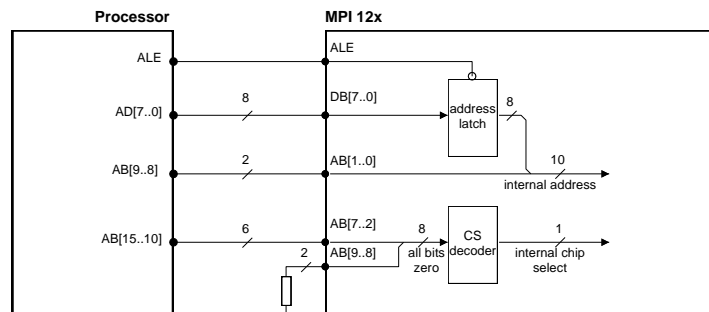 Processor
MPI 12x
ALE
ALE
AD[7..0]
8
DB[7..0]
address
latch
8
AB[9..8]
2
AB[1..0]
10
internal address
AB[15..10]
6
AB[7..2]
8
all bits
zero
CS
decoder
1
internal chip
select
2
AB[9..8]